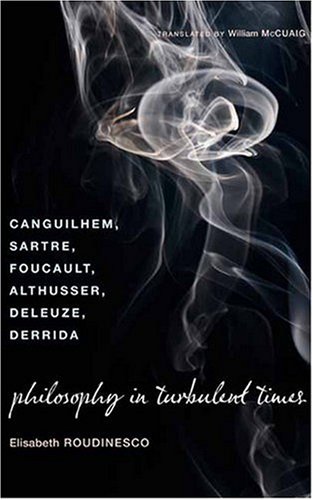 TRANSLATED BY William McCUAIG
CANGUILHEM,
SARTRE,
FOUCAULT,
ALTHUSSER,
DELEUZE,
DERRIDA
philosophy in turbulent times
Elisabeth ROUDINESCO